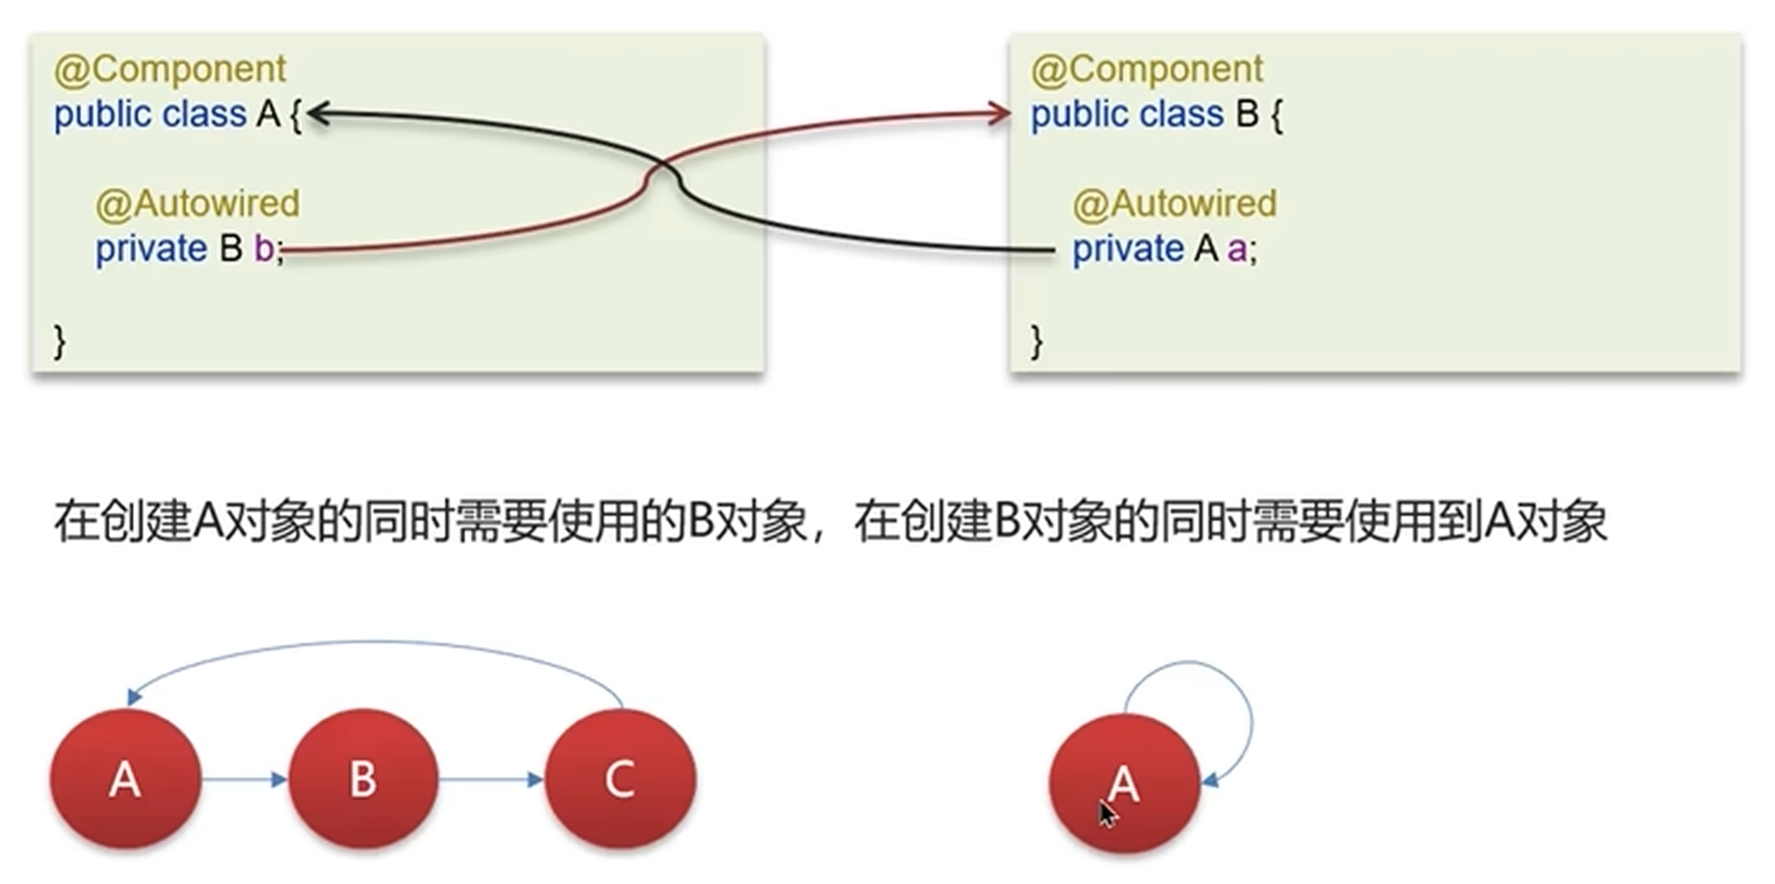 @Component
public class A {
@Autowired
private B b;
}
@Component
public class B {
@Autowired
private A a;
}
在创建A对象的同时需要使用的B对象，在创建B对象的同时需要使用到A对象
A
B
C
A